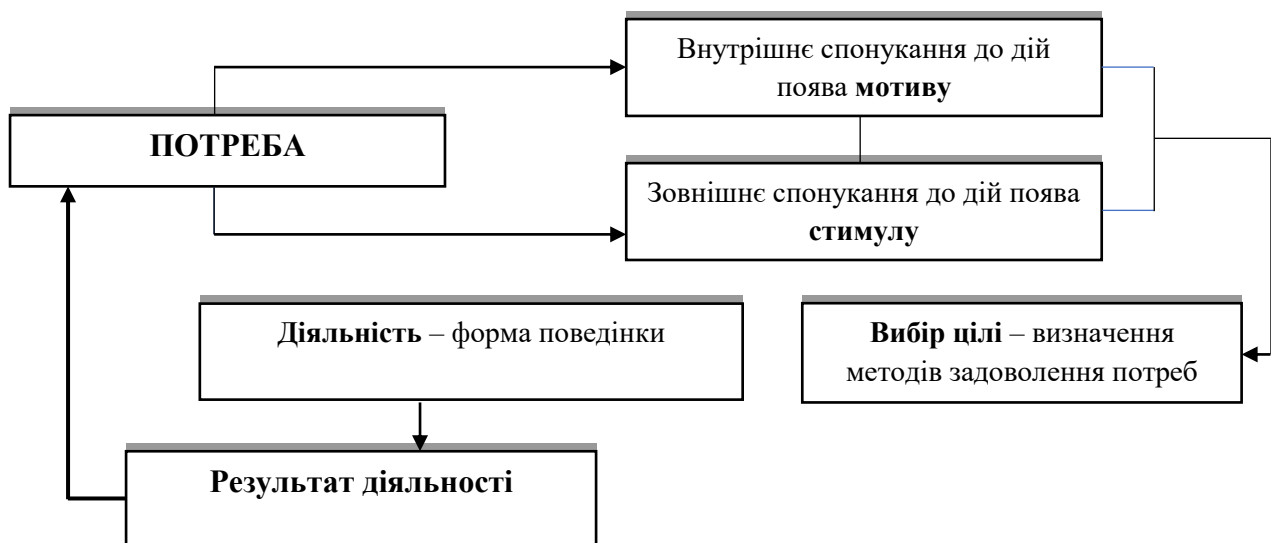 Внутрішнє спонукання до дій
поява мотиву
ПОТРЕБА
Зовнішнє спонукання до дій поява
стимулу
Діяльність – форма поведінки
Вибір цілі – визначення
методів задоволення потреб
Результат діяльності